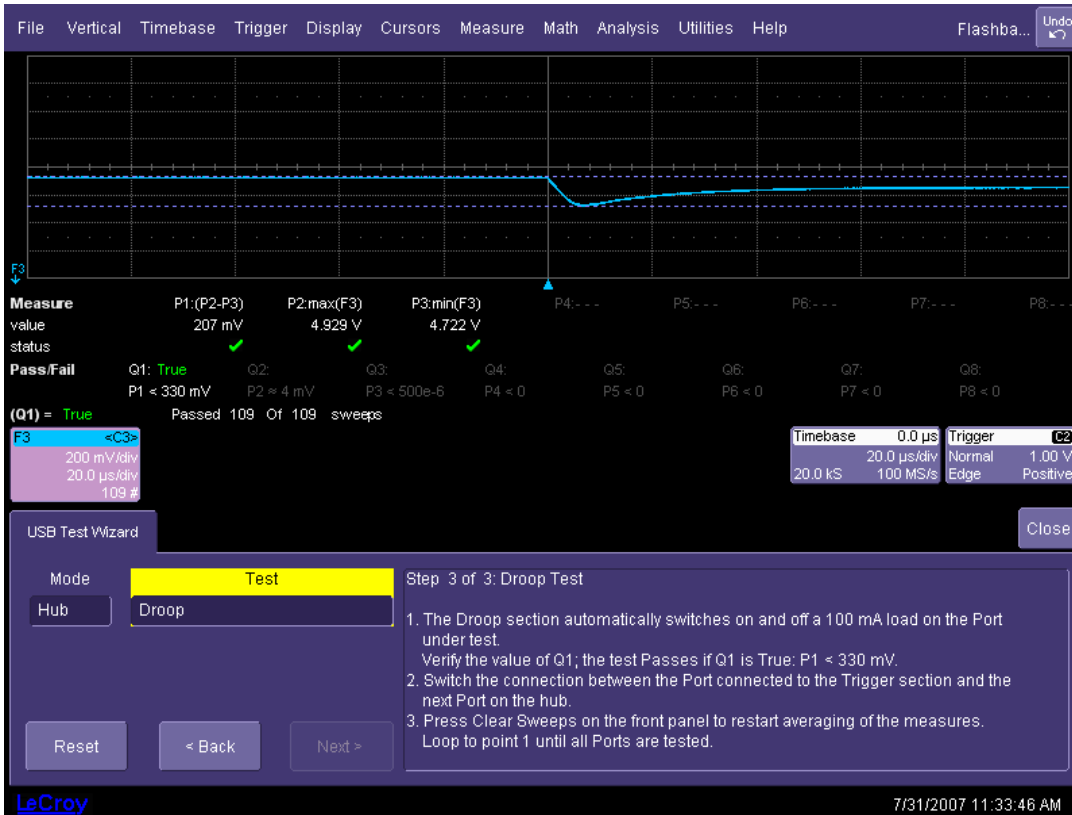 File Vertical Timebase Trigger Display Cursors Measure Math Analysis Utilities Help Flashba... Undo
F3
Measure P1:(P2-P3) P2:max(F3) P3:min(F3) P4:- - - P5:- - - P6:- - - P7:- - - P8:- - -
value 207 mV 4.929 V 4.722 V
status
Pass/Fail Q1: True Q2: Q3: Q4: Q5: Q6: Q7: Q8:
P1 < 330 mV P2 ≈ 4 mV P3 < 500e-6 P4 < 0 P5 < 0 P6 < 0 P7 < 0 P8 < 0
(Q1) = True Passed 109 Of 109 sweeps
F3 <C3>
200 mV/div
20.0 µs/div
109 #
Timebase 0.0 µs
20.0 µs/div
20.0 kS 100 MS/s
Trigger C2
Normal 1.00 V
Edge Positive
USB Test Wizard
Close
Mode
Hub
Test
Droop
Reset
< Back
Next >
Step 3 of 3: Droop Test
1. The Droop section automatically switches on and off a 100 mA load on the Port
under test.
Verify the value of Q1; the test Passes if Q1 is True: P1 < 330 mV.
2. Switch the connection between the Port connected to the Trigger section and the
next Port on the hub.
3. Press Clear Sweeps on the front panel to restart averaging of the measures.
Loop to point 1 until all Ports are tested.
LeCroy
7/31/2007 11:33:46 AM